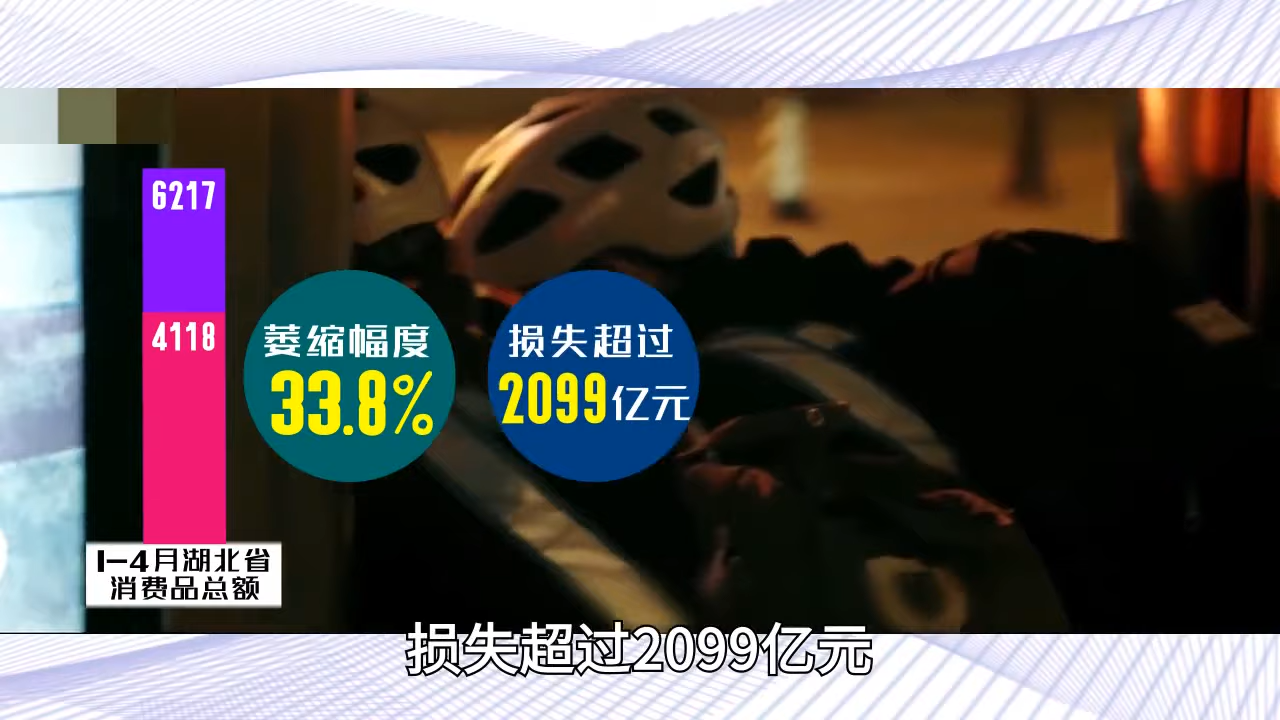 6217
4118
萎缩幅度
33.8%
损失超过
2099亿元
1-4月湖北省
消费品总额
损失超过2099亿元